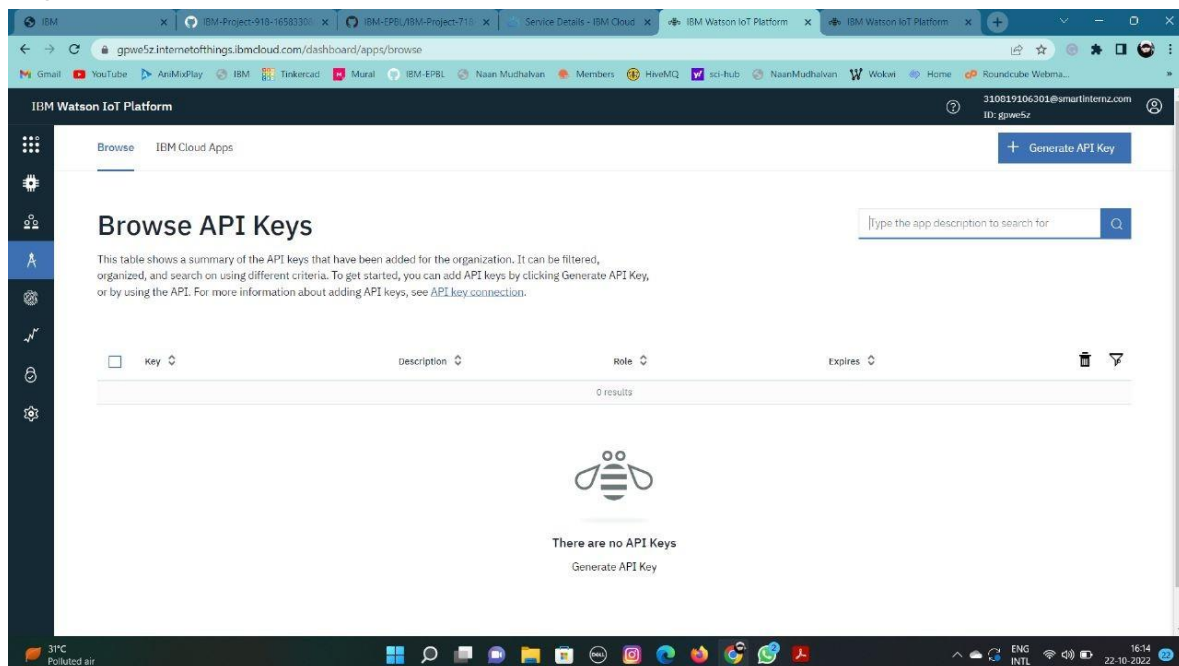 IBM
IBM-Project-918-16583300
IBM-EPBL/IBM-Project-718
Service Details - IBM Cloud
IBM Watson IoT Platform
IBM Watson IoT Platform
gpwe5z.internetofthings.ibmcloud.com/dashboard/apps/browse
Gmail YouTube AniMixPlay IBM Tinkercad Mural IBM-EPBL Naan Mudhalvan Members HiveMQ sci-hub NaanMudhalvan Wokwi Home Roundcube Webma...
IBM Watson IoT Platform
310819106301@smartinternz.com
ID: gpwe5z
Browse IBM Cloud Apps
+ Generate API Key
Browse API Keys
Type the app description to search for
This table shows a summary of the API keys that have been added for the organization. It can be filtered,
organized, and search on using different criteria. To get started, you can add API keys by clicking Generate API Key,
or by using the API. For more information about adding API keys, see API key connection.
Key Description Role Expires
0 results
There are no API Keys
Generate API Key
31°C
Polluted air
ENG
INTL
16:14
22-10-2022
22